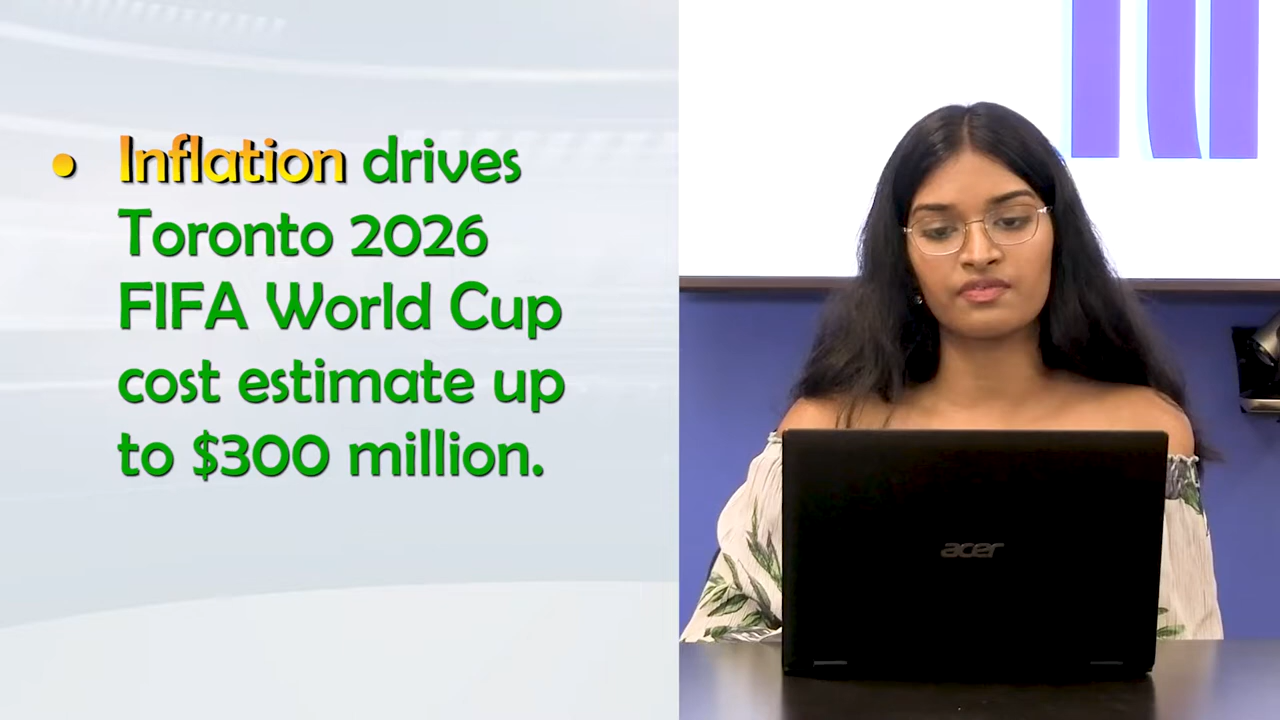 Inflation drives
Toronto 2026
FIFA World Cup
cost estimate up
to $300 million.
acer